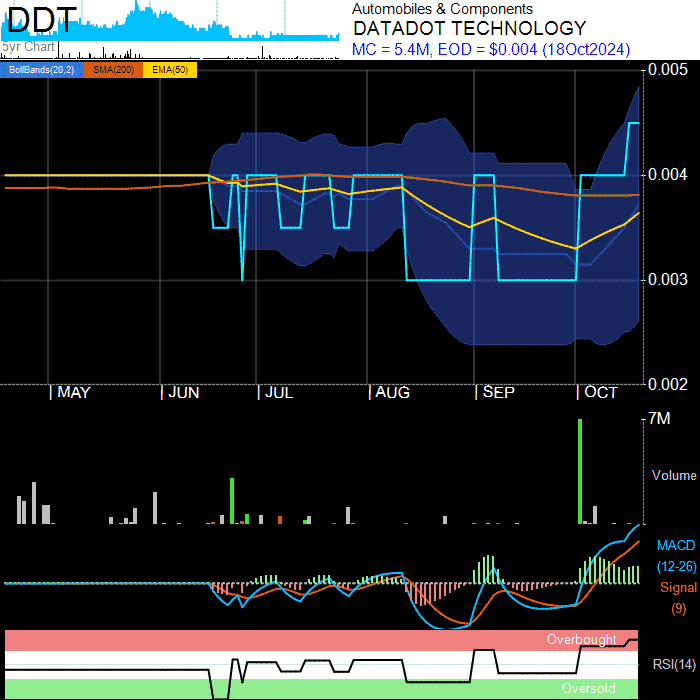 DDT
5yr Chart
Automobiles & Components
DATADOT TECHNOLOGY
MC = 5.4M, EOD = $0.004 (18Oct2024)
BollBands(20,2) SMA(200) EMA(50)
0.005
0.004
0.003
0.002
MAY JUN JUL AUG SEP OCT
7M
Volume
MACD
(12-26)
Signal
(9)
Overbought
RSI(14)
Oversold